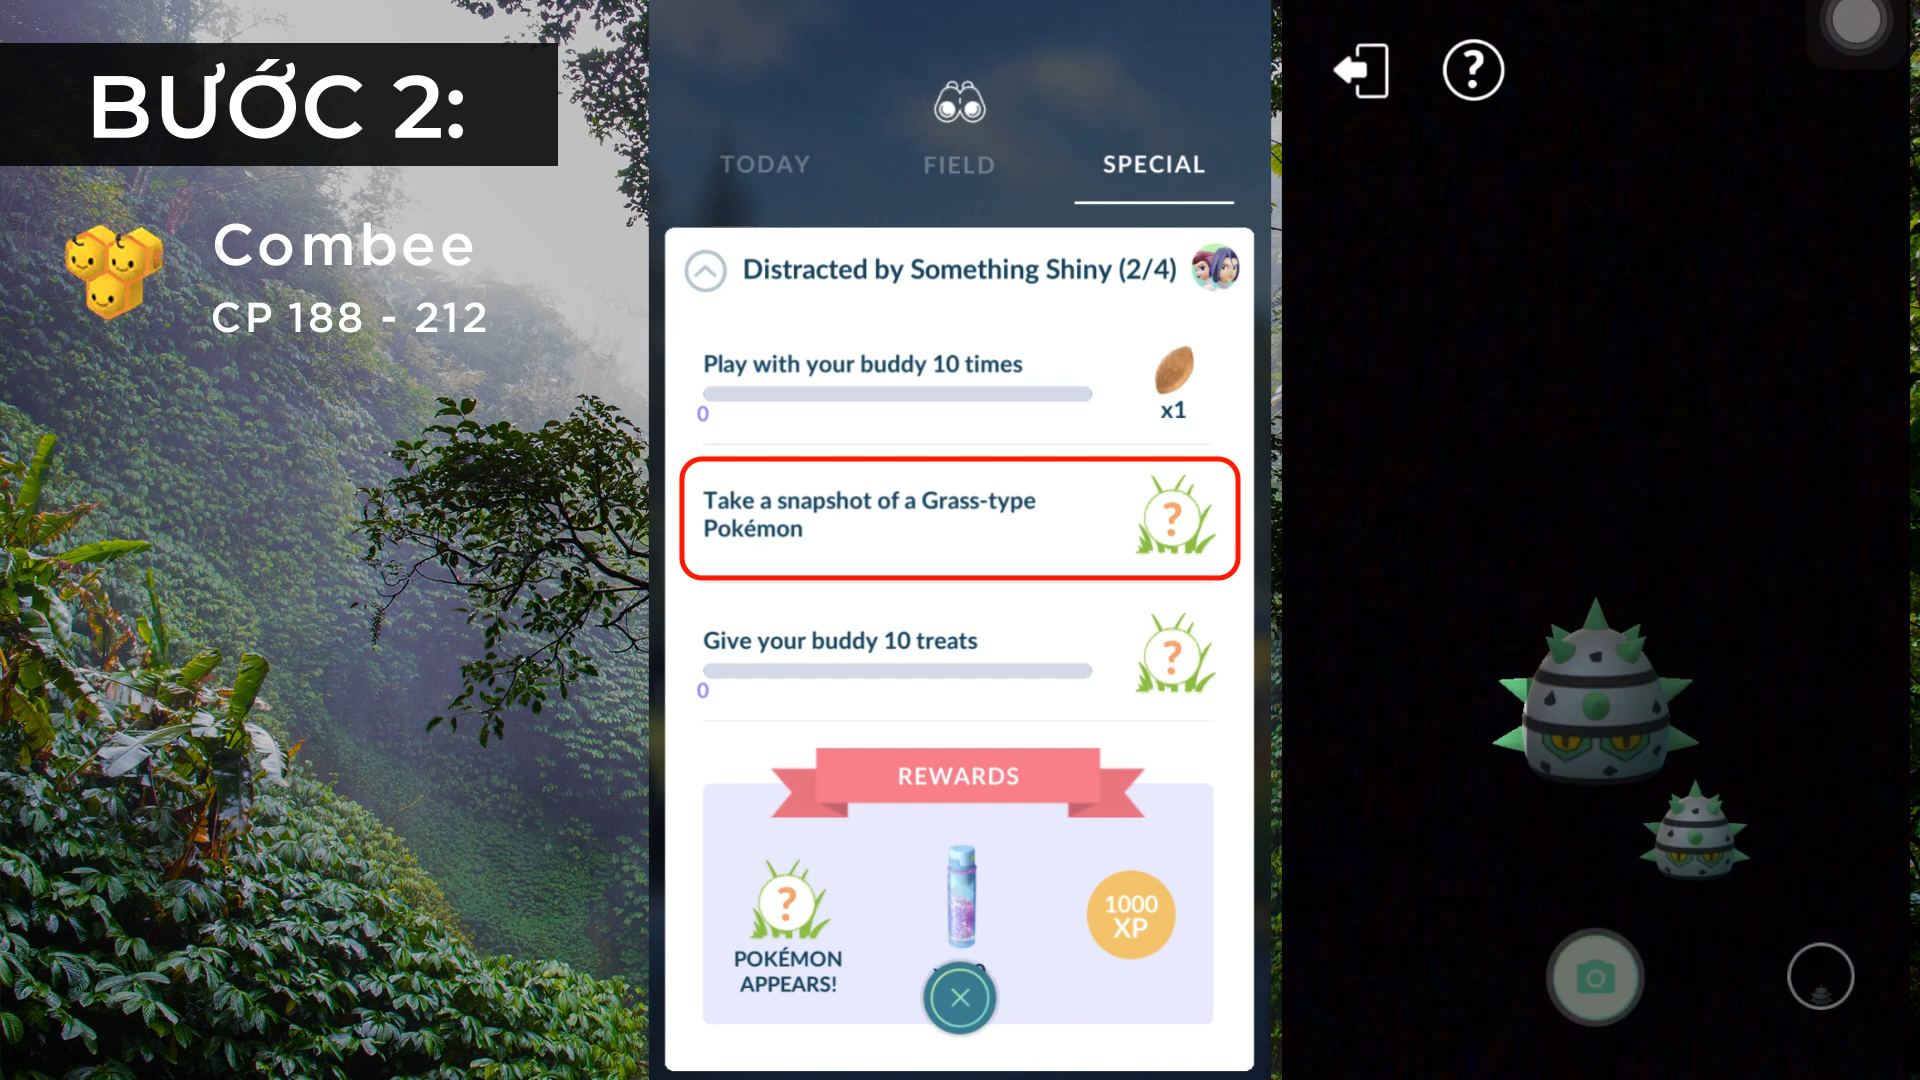 BƯỚC 2:
Combee
CP 188 - 212
TODAY
FIELD
SPECIAL
Distracted by Something Shiny (2/4)
Play with your buddy 10 times
0
x1
Take a snapshot of a Grass-type
Pokémon
?
Give your buddy 10 treats
0
?
REWARDS
?
POKÉMON
APPEARS!
1000
XP
?